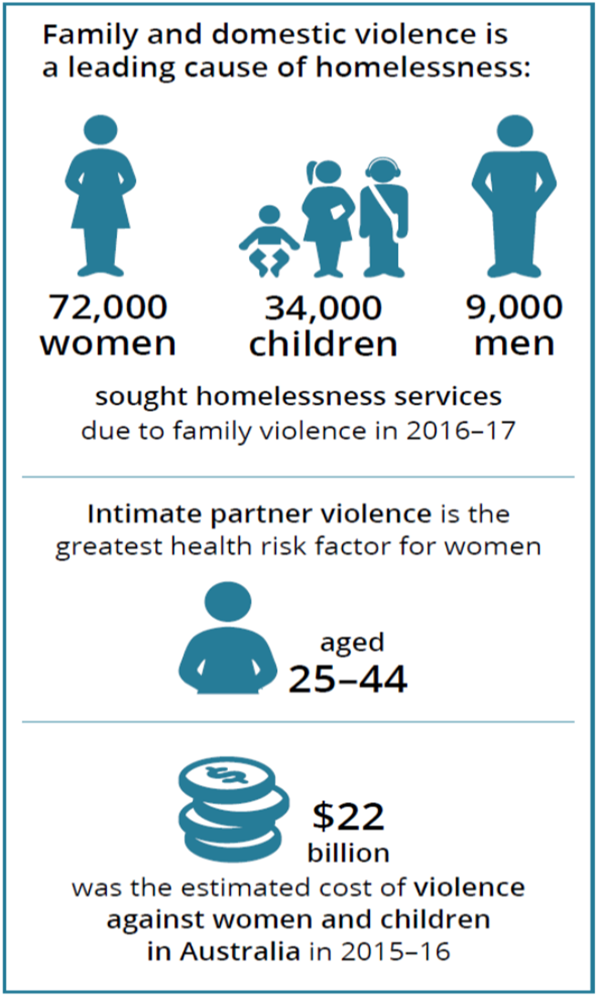 Family and domestic violence is
a leading cause of homelessness:
72,000 34,000 9,000
women children men
sought homelessness services
due to family violence in 2016–17
Intimate partner violence is the
greatest health risk factor for women
aged
25–44
$
$22
billion
was the estimated cost of violence
against women and children
in Australia in 2015–16